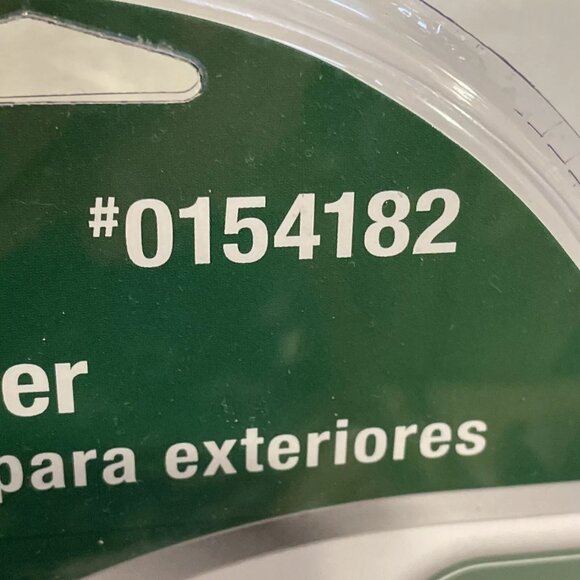 #0154182
er
para exteriores